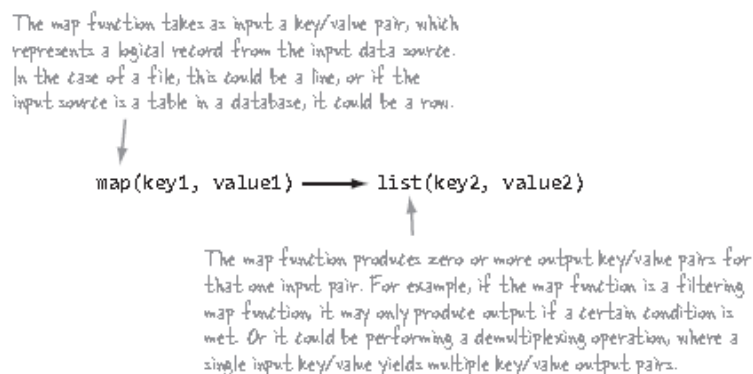 The map function takes as input a key/value pair, which
represents a logical record from the input data source.
In the case of a file, this could be a line, or if the
input source is a table in a database, it could be a row.
map(key1, value1) → list(key2, value2)
The map function produces zero or more output key/value pairs for
that one input pair. For example, if the map function is a filtering
map function, it may only produce output if a certain condition is
met. Or it could be performing a demultiplexing operation, where a
single input key/value yields multiple key/value output pairs.